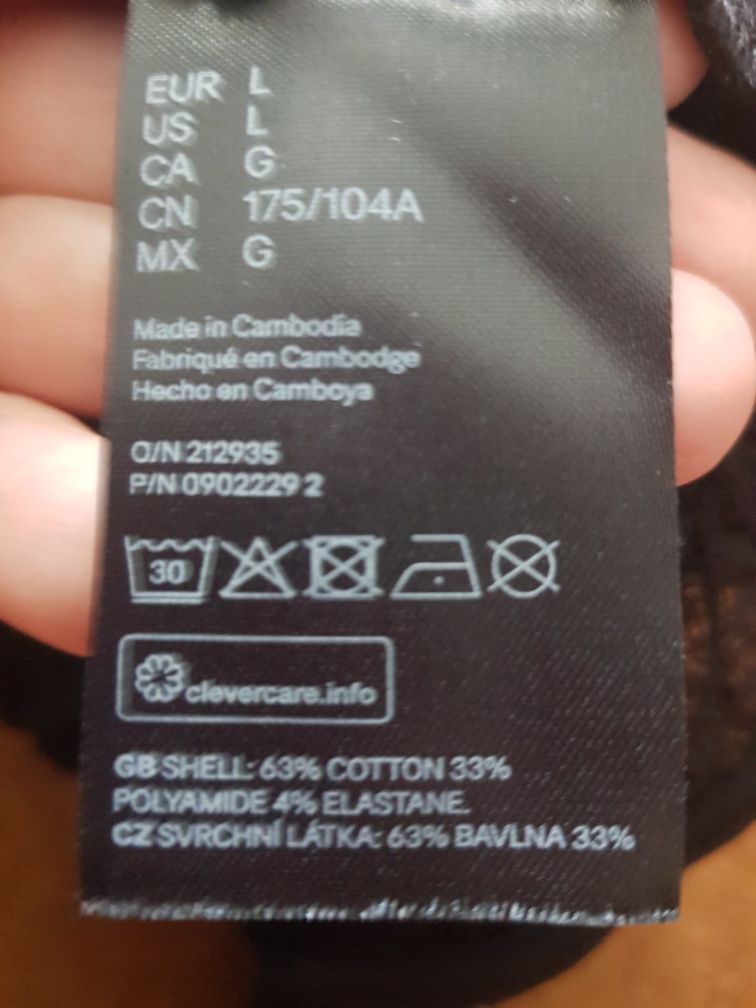 EUR L
US L
CA G
CN 175/104A
MX G
Made in Cambodia
Fabriqué en Cambodge
Hecho en Camboya
O/N 212935
P/N 0902229 2
30
clevercare.info
GB SHELL: 63% COTTON 33%
POLYAMIDE 4% ELASTANE.
CZ SVRCHNÍ LÁTKA: 63% BAVLNA 33%